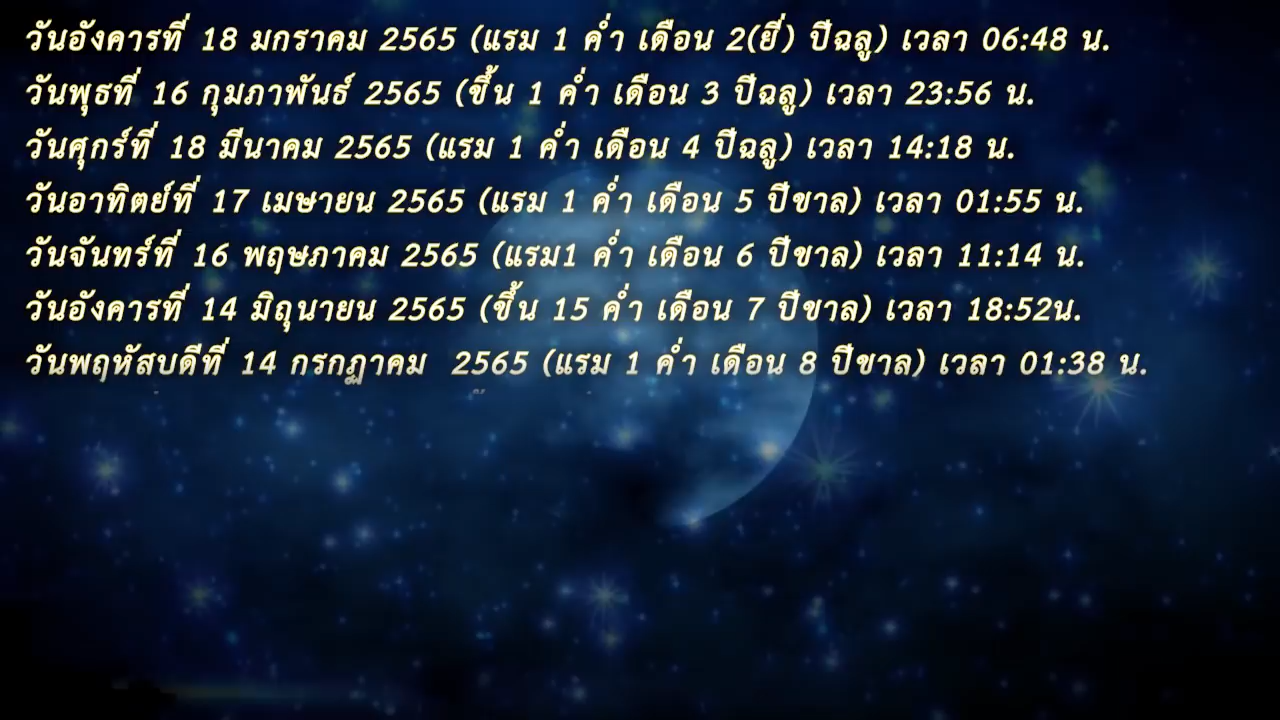 วันอังคารที่ 18 มกราคม 2565 (แรม 1 ค่ำ เดือน 2(ยี่) ปีฉลู) เวลา 06:48 น.
วันพุธที่ 16 กุมภาพันธ์ 2565 (ขึ้น 1 ค่ำ เดือน 3 ปีฉลู) เวลา 23:56 น.
วันศุกร์ที่ 18 มีนาคม 2565 (แรม 1 ค่ำ เดือน 4 ปีฉลู) เวลา 14:18 น.
วันอาทิตย์ที่ 17 เมษายน 2565 (แรม 1 ค่ำ เดือน 5 ปีขาล) เวลา 01:55 น.
วันจันทร์ที่ 16 พฤษภาคม 2565 (แรม1 ค่ำ เดือน 6 ปีขาล) เวลา 11:14 น.
วันอังคารที่ 14 มิถุนายน 2565 (ขึ้น 15 ค่ำ เดือน 7 ปีขาล) เวลา 18:52น.
วันพฤหัสบดีที่ 14 กรกฎาคม 2565 (แรม 1 ค่ำ เดือน 8 ปีขาล) เวลา 01:38 น.